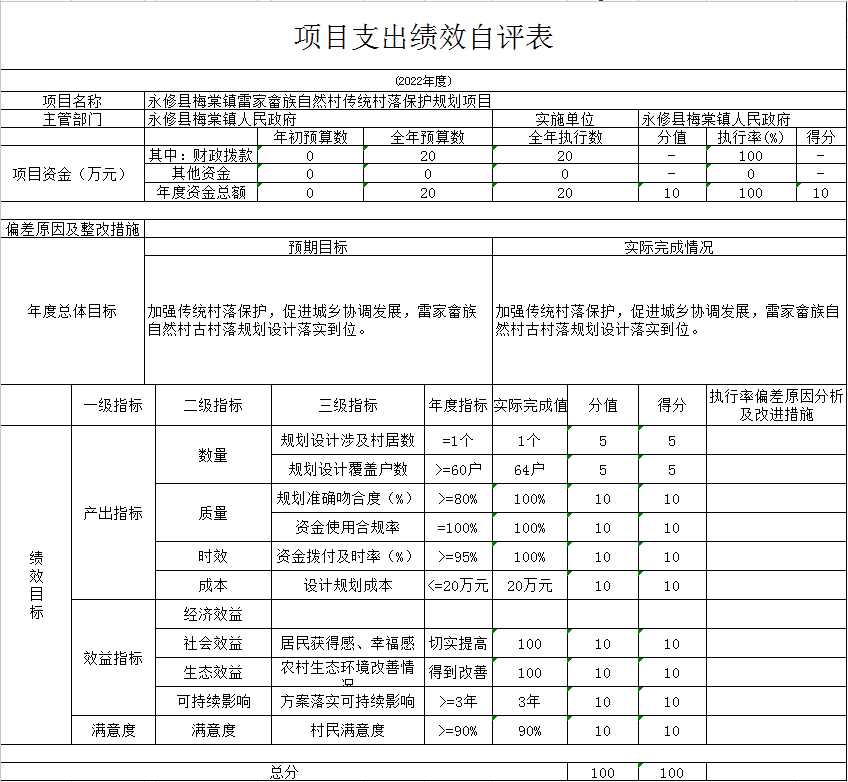 项目支出绩效自评表
(2022年度)
项目名称 永修县梅棠镇雷家畲族自然村传统村落保护规划项目
主管部门 永修县梅棠镇人民政府 实施单位 永修县梅棠镇人民政府
项目资金（万元） 年初预算数 全年预算数 全年执行数 分值 执行率(%) 得分
其中：财政拨款 0 20 20 － 100 －
其他资金 0 0 0 － 0 －
年度资金总额 0 20 20 10 100 10
偏差原因及整改措施
年度总体目标 预期目标 实际完成情况
加强传统村落保护，促进城乡协调发展，雷家畲族
自然村古村落规划设计落实到位。
加强传统村落保护，促进城乡协调发展，雷家畲族自
然村古村落规划设计落实到位。
绩效目标 一级指标 二级指标 三级指标 年度指标 实际完成值 分值 得分 执行率偏差原因分析
及改进措施
产出指标 数量 规划设计涉及村居数 =1个 1个 5 5
规划设计覆盖户数 >=60户 64户 5 5
质量 规划准确吻合度（%） >=80% 100% 10 10
资金使用合规率 =100% 100% 10 10
时效 资金拨付及时率（%） >=95% 100% 10 10
成本 设计规划成本 <=20万元 20万元 10 10
效益指标 经济效益
社会效益 居民获得感、幸福感 切实提高 100 10 10
生态效益 农村生态环境改善情
况 得到改善 100 10 10
可持续影响 方案落实可持续影响 >=3年 3年 10 10
满意度 满意度 村民满意度 >=90% 90% 10 10
总分 100 100